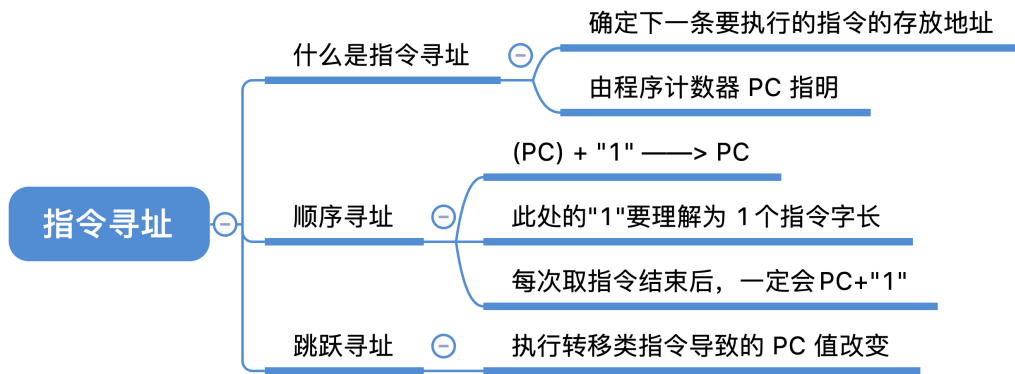 指令寻址
什么是指令寻址
确定下一条要执行的指令的存放地址
由程序计数器 PC 指明
顺序寻址
(PC) + "1" ——> PC
此处的"1"要理解为 1个指令字长
每次取指令结束后，一定会PC+"1"
跳跃寻址
执行转移类指令导致的 PC 值改变